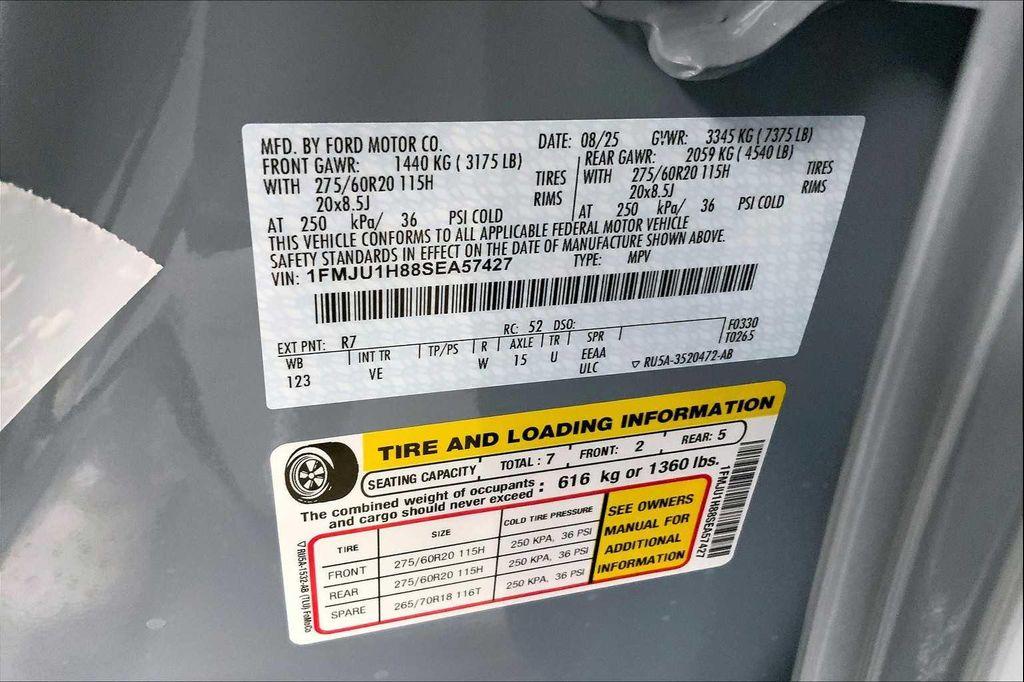 MFD. BY FORD MOTOR CO. DATE: 08/25 GVWR: 3345 KG ( 7375 LB)
FRONT GAWR: 1440 KG ( 3175 LB) REAR GAWR: 2059 KG ( 4540 LB)
WITH 275/60R20 115H TIRES WITH 275/60R20 115H TIRES
20x8.5J RIMS 20x8.5J RIMS
AT 250 kPa/ 36 PSI COLD AT 250 kPa/ 36 PSI COLD
THIS VEHICLE CONFORMS TO ALL APPLICABLE FEDERAL MOTOR VEHICLE
SAFETY STANDARDS IN EFFECT ON THE DATE OF MANUFACTURE SHOWN ABOVE.
VIN: 1FMJU1H88SEA57427 TYPE: MPV
EXT PNT: R7 RC: 52 DSO: F0330
WB INT TR TP/PS R AXLE TR SPR T0265
123 VE W 15 U EEAA
ULC ▽ RU5A-3520472-AB
TIRE AND LOADING INFORMATION
SEATING CAPACITY TOTAL : 7 FRONT: 2 REAR: 5
The combined weight of occupants and cargo should never exceed : 616 kg or 1360 lbs.
TIRE SIZE COLD TIRE PRESSURE
FRONT 275/60R20 115H 250 KPA, 36 PSI
REAR 275/60R20 115H 250 KPA, 36 PSI
SPARE 265/70R18 116T 250 KPA, 36 PSI
SEE OWNERS
MANUAL FOR
ADDITIONAL
INFORMATION
1FMJU1H88SEA57427
▽ RU5A-1532-AB (TLU) FoMoCo